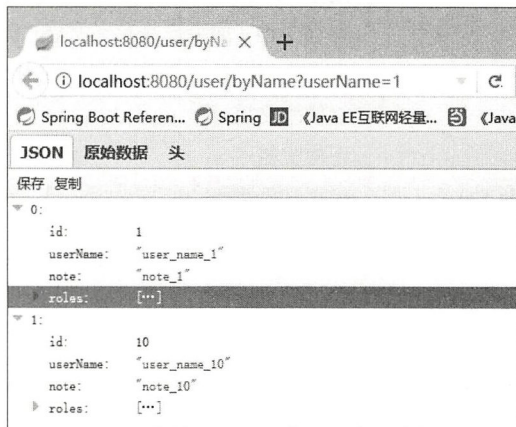 localhost:8080/user/byNa
localhost:8080/user/byName?userName=1
Spring Boot Referen... Spring JD 《Java EE互联网轻量... 《Java
JSON 原始数据 头
保存 复制
0:
id: 1
userName: "user_name_1"
note: "note_1"
roles: […]
1:
id: 10
userName: "user_name_10"
note: "note_10"
roles: […]